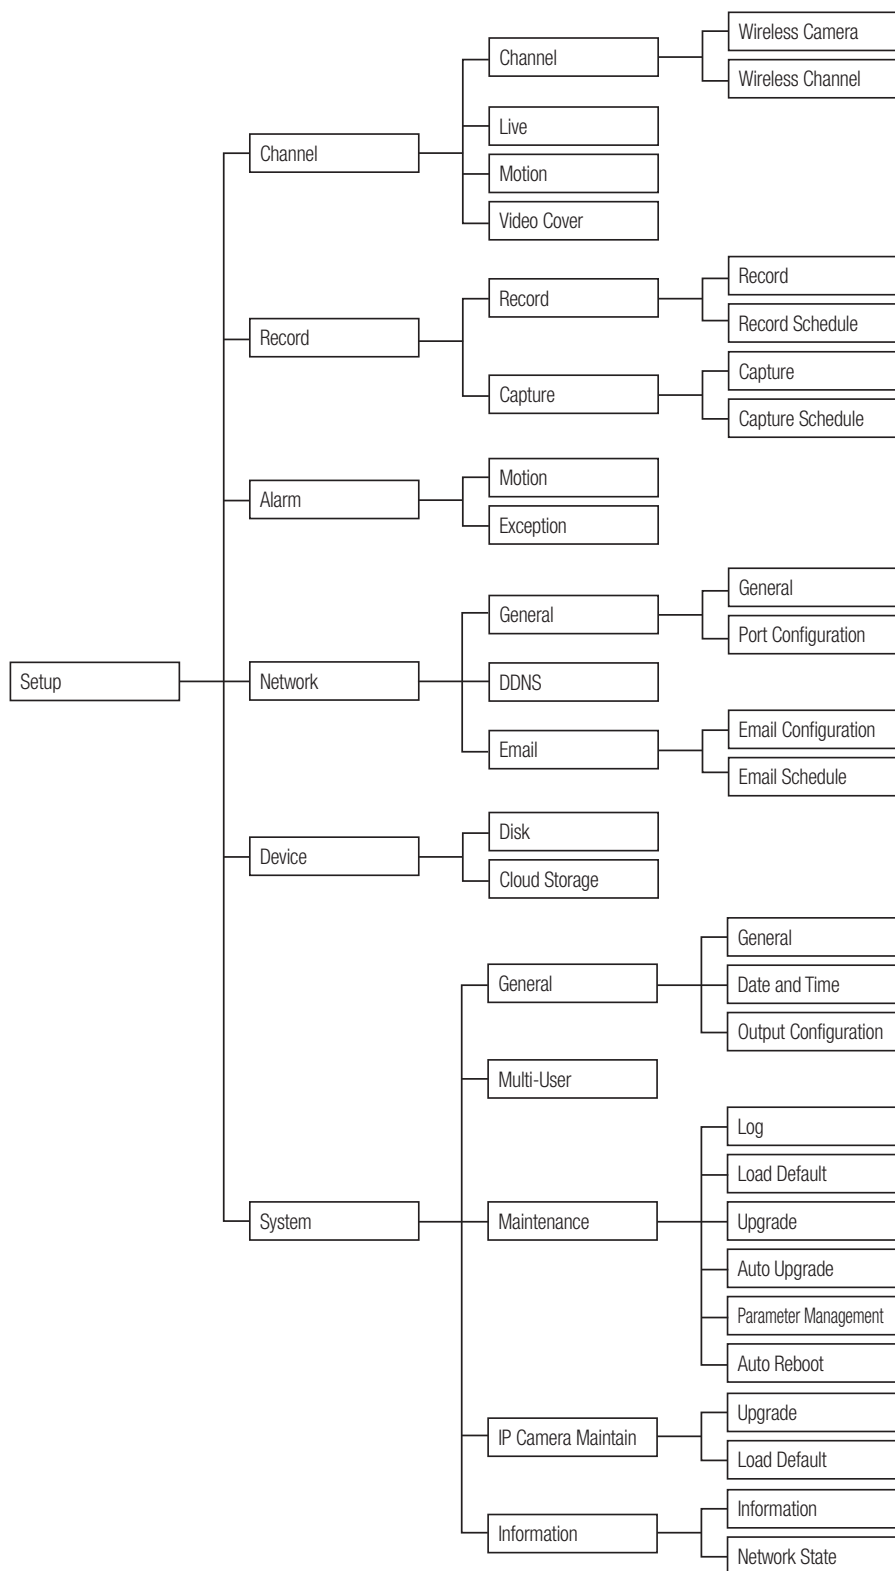 Setup
Channel
Channel
Wireless Camera
Wireless Channel
Live
Motion
Video Cover
Record
Record
Record
Record Schedule
Capture
Capture
Capture Schedule
Alarm
Motion
Exception
Network
General
General
Port Configuration
DDNS
Email
Email Configuration
Email Schedule
Device
Disk
Cloud Storage
System
General
General
Date and Time
Output Configuration
Multi-User
Maintenance
Log
Load Default
Upgrade
Auto Upgrade
Parameter Management
Auto Reboot
IP Camera Maintain
Upgrade
Load Default
Information
Information
Network State